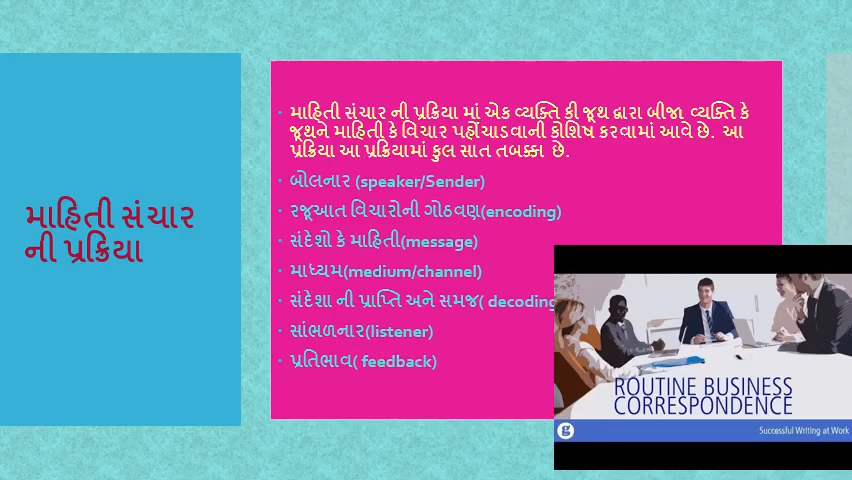 માહિતી સંચાર
ની પ્રક્રિયા
માહિતી સંચાર ની પ્રક્રિયા માં એક વ્યક્તિ કી જૂથ દ્વારા બીજા વ્યક્તિ કે
જૂથને માહિતી કે વિચાર પહોંચાડવાની કોશિષ કરવામાં આવે છે. આ
પ્રક્રિયા આ પ્રક્રિયામાં કુલ સાત તબક્કા છે.
બોલનાર (speaker/Sender)
રજૂઆત વિચારોની ગોઠવણ(encoding)
સંદેશો કે માહિતી(message)
માધ્યમ(medium/channel)
સંદેશા ની પ્રાપ્તિ અને સમજ( decoding
સાંભળનાર(listener)
પ્રતિભાવ( feedback)
ROUTINE BUSINESS
CORRESPONDENCE
g
Successful Writing at Work